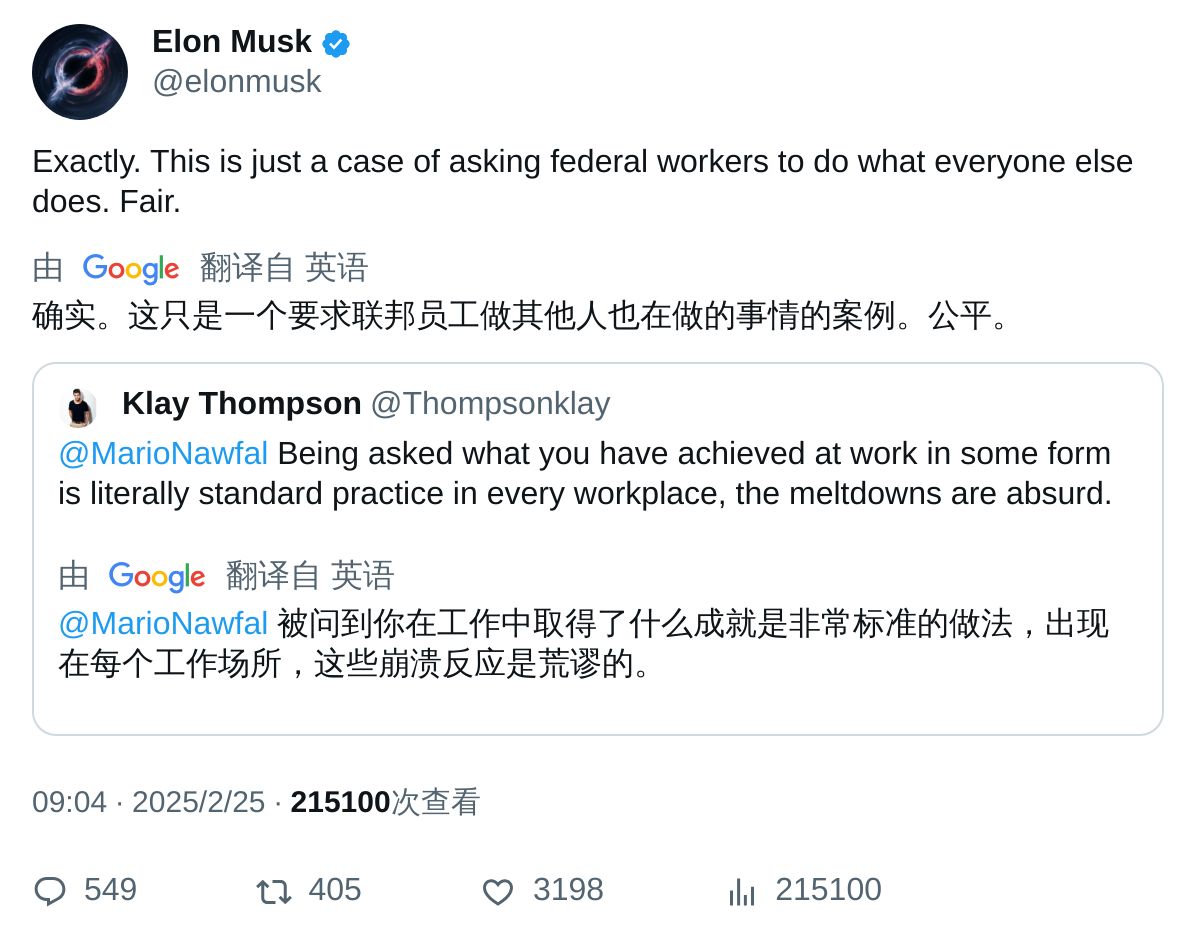 Elon Musk
@elonmusk
Exactly. This is just a case of asking federal workers to do what everyone else
does. Fair.
由 Google 翻译自 英语
确实。这只是一个要求联邦员工做其他人也在做的事情的案例。公平。
Klay Thompson @Thompsonklay
@MarioNawfal Being asked what you have achieved at work in some form
is literally standard practice in every workplace, the meltdowns are absurd.
由 Google 翻译自 英语
@MarioNawfal 被问到你在工作中取得了什么成就是非常标准的做法，出现
在每个工作场所，这些崩溃反应是荒谬的。
09:04 · 2025/2/25 · 215100次查看
549 405 3198 215100